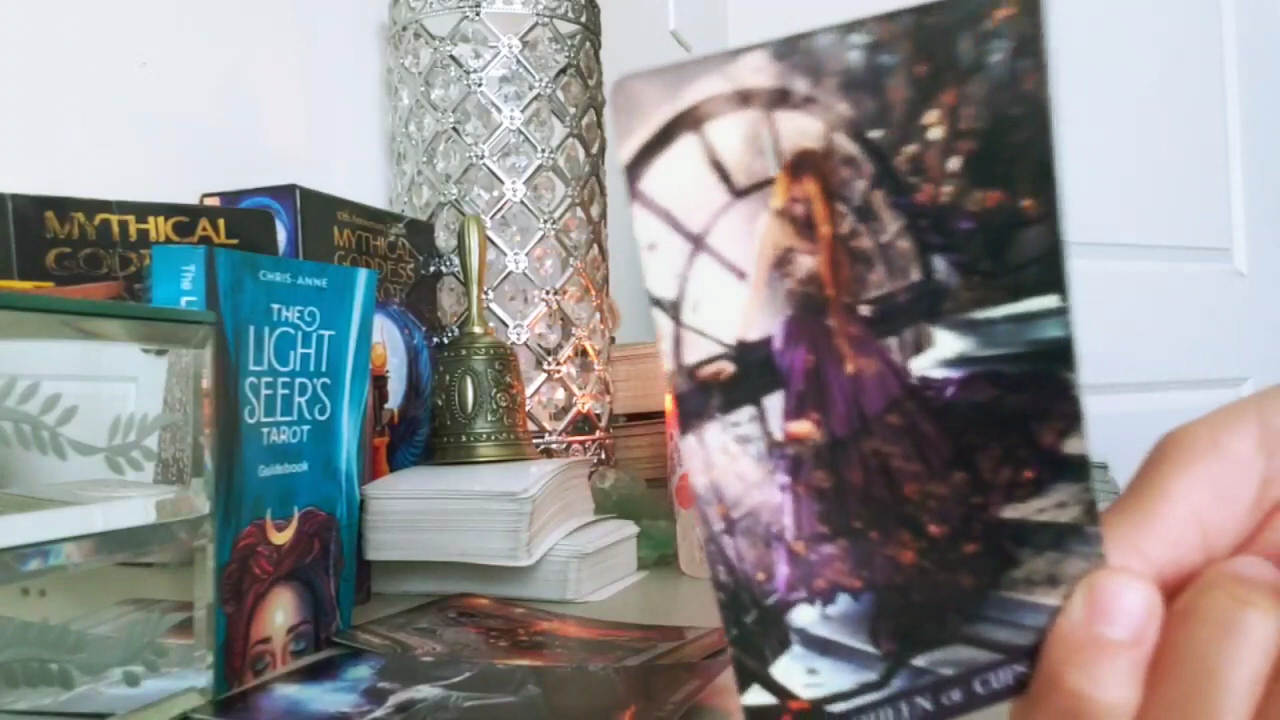 MYTHICAL
GOD
10th Anniversary
MYTHICAL
GODDESS
The L
CHRIS-ANNE
THE
LIGHT
SEER'S
TAROT
Guidebook
QUEEN OF CUPS